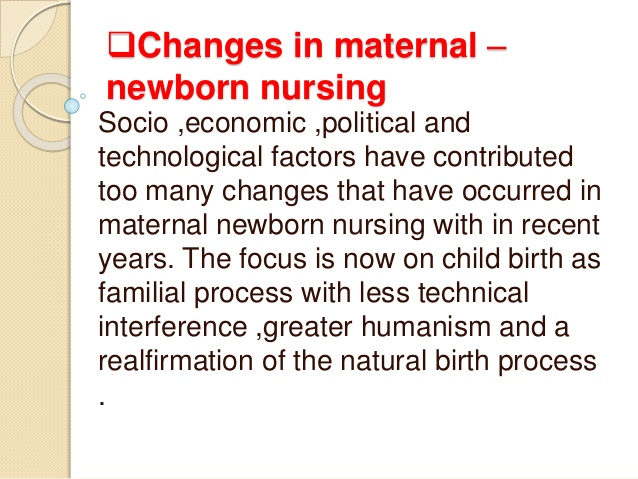 ❑Changes in maternal –
newborn nursing
Socio ,economic ,political and
technological factors have contributed
too many changes that have occurred in
maternal newborn nursing with in recent
years. The focus is now on child birth as
familial process with less technical
interference ,greater humanism and a
realfirmation of the natural birth process
.